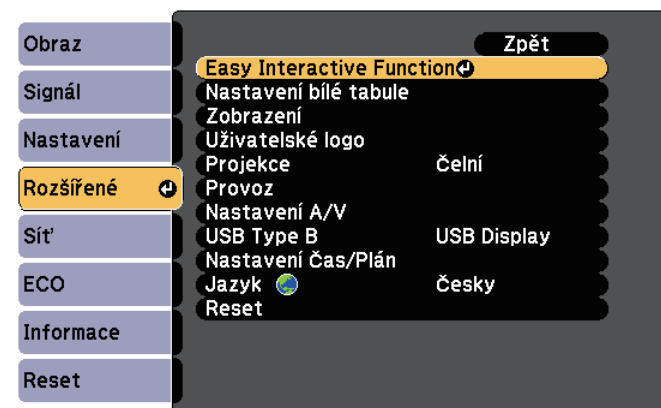 Obraz
Signál
Nastavení
Rozšířené
Síť
ECO
Informace
Reset
Zpět
Easy Interactive Function
Nastavení bílé tabule
Zobrazení
Uživatelské logo
Projekce Čelní
Provoz
Nastavení A/V
USB Type B USB Display
Nastavení Čas/Plán
Jazyk Česky
Reset